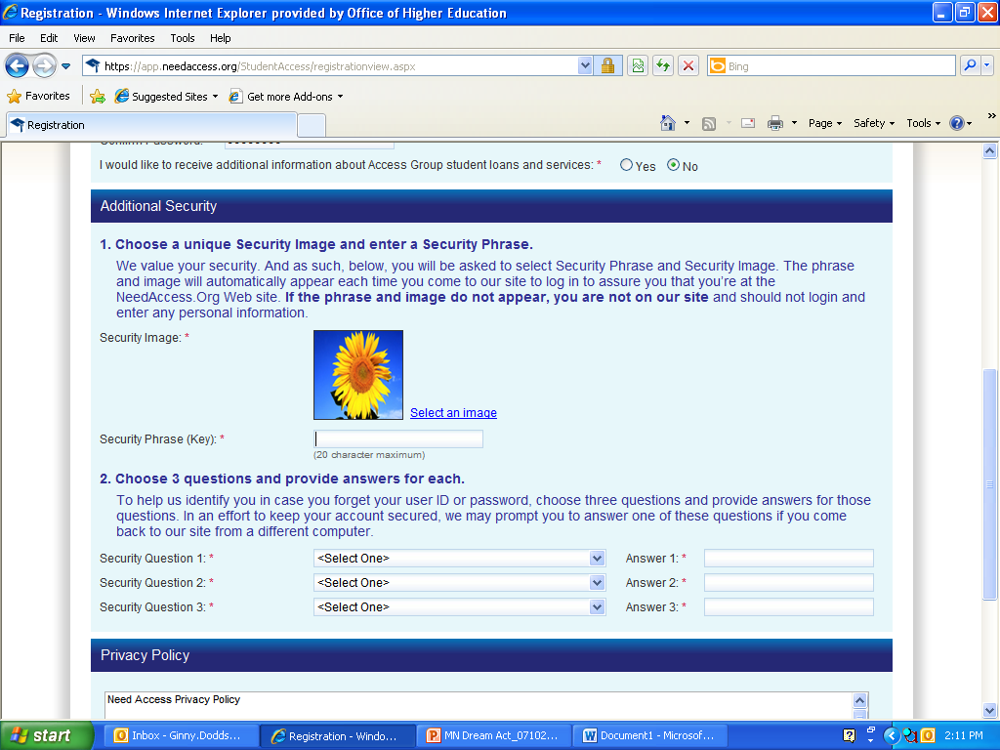 Registration - Windows Internet Explorer provided by Office of Higher Education
File Edit View Favorites Tools Help
https://app.needaccess.org/StudentAccess/registrationview.aspx
Bing
Favorites Suggested Sites Get more Add-ons
Registration
Page Safety Tools
Confirm Password:
I would like to receive additional information about Access Group student loans and services: * Yes No
Additional Security
1. Choose a unique Security Image and enter a Security Phrase.
We value your security. And as such, below, you will be asked to select Security Phrase and Security Image. The phrase
and image will automatically appear each time you come to our site to log in to assure you that you're at the
NeedAccess.Org Web site. If the phrase and image do not appear, you are not on our site and should not login and
enter any personal information.
Security Image: *
Select an image
Security Phrase (Key): *
(20 character maximum)
2. Choose 3 questions and provide answers for each.
To help us identify you in case you forget your user ID or password, choose three questions and provide answers for those
questions. In an effort to keep your account secured, we may prompt you to answer one of these questions if you come
back to our site from a different computer.
Security Question 1: * <Select One> Answer 1: *
Security Question 2: * <Select One> Answer 2: *
Security Question 3: * <Select One> Answer 3: *
Privacy Policy
Need Access Privacy Policy
start Inbox - Ginny.Dodds... Registration - Windo... MN Dream Act_07102... Document1 - Microsof... 2:11 PM